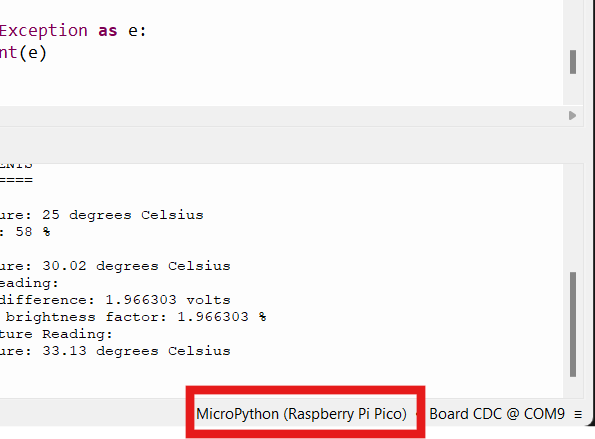 Exception as e:
nt(e)
ENTS
====
ure: 25 degrees Celsius
: 58 %
ure: 30.02 degrees Celsius
eading:
difference: 1.966303 volts
brightness factor: 1.966303 %
ture Reading:
ure: 33.13 degrees Celsius
MicroPython (Raspberry Pi Pico) Board CDC @ COM9 ≡